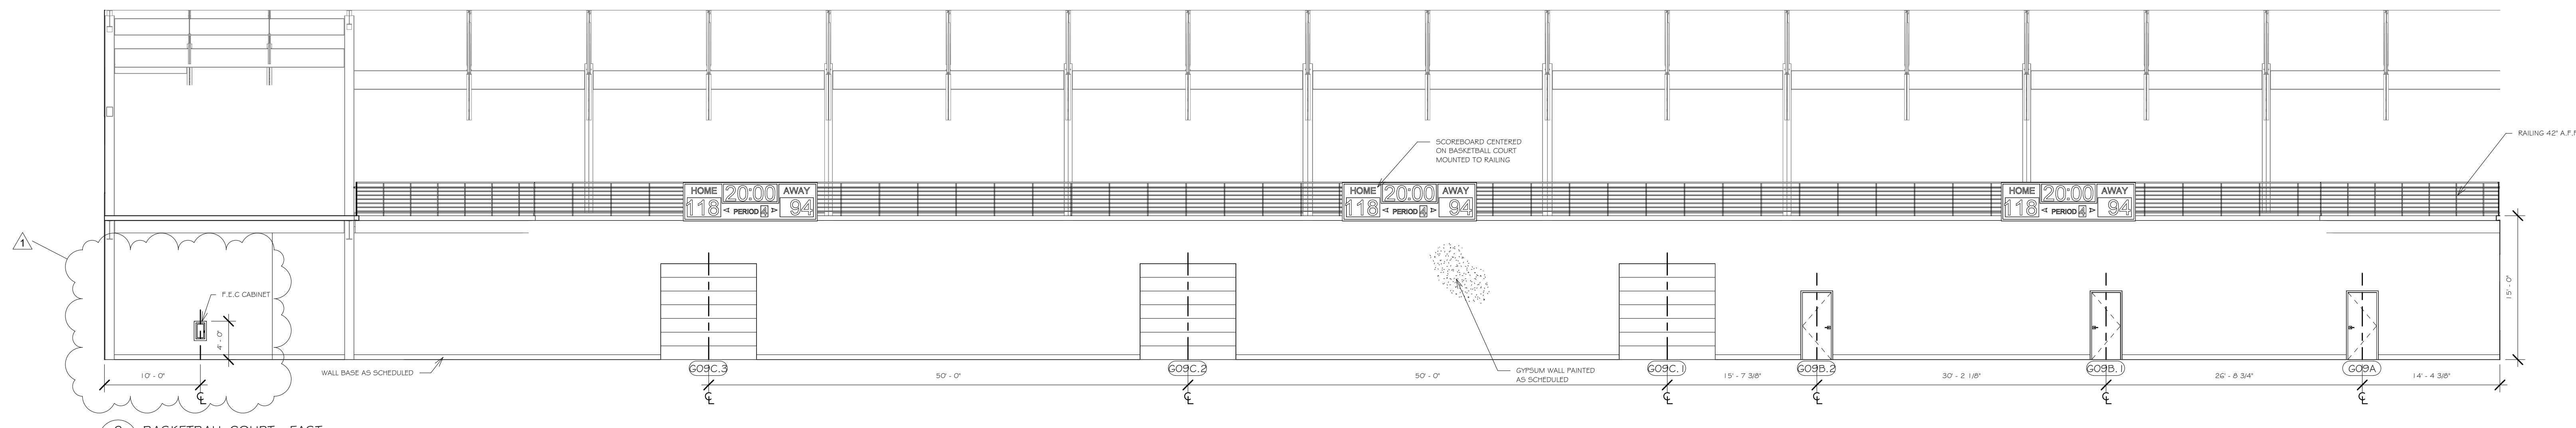 SCOREBOARD CENTERED
ON BASKETBALL COURT
MOUNTED TO RAILING
RAILING 42" A.F.F
HOME 20:00 AWAY
118 PERIOD 4 94
HOME 20:00 AWAY
118 PERIOD 4 94
HOME 20:00 AWAY
118 PERIOD 4 94
1
F.E.C CABINET
4' - 0"
15' - 0"
WALL BASE AS SCHEDULED
GYPSUM WALL PAINTED
AS SCHEDULED
G09C.3
G09C.2
G09C.1
G09B.2
G09B.1
G09A
10' - 0"
50' - 0"
50' - 0"
15' - 7 3/8"
30' - 2 1/8"
26' - 8 3/4"
14' - 4 3/8"
BASKETBALL COURT - EAST